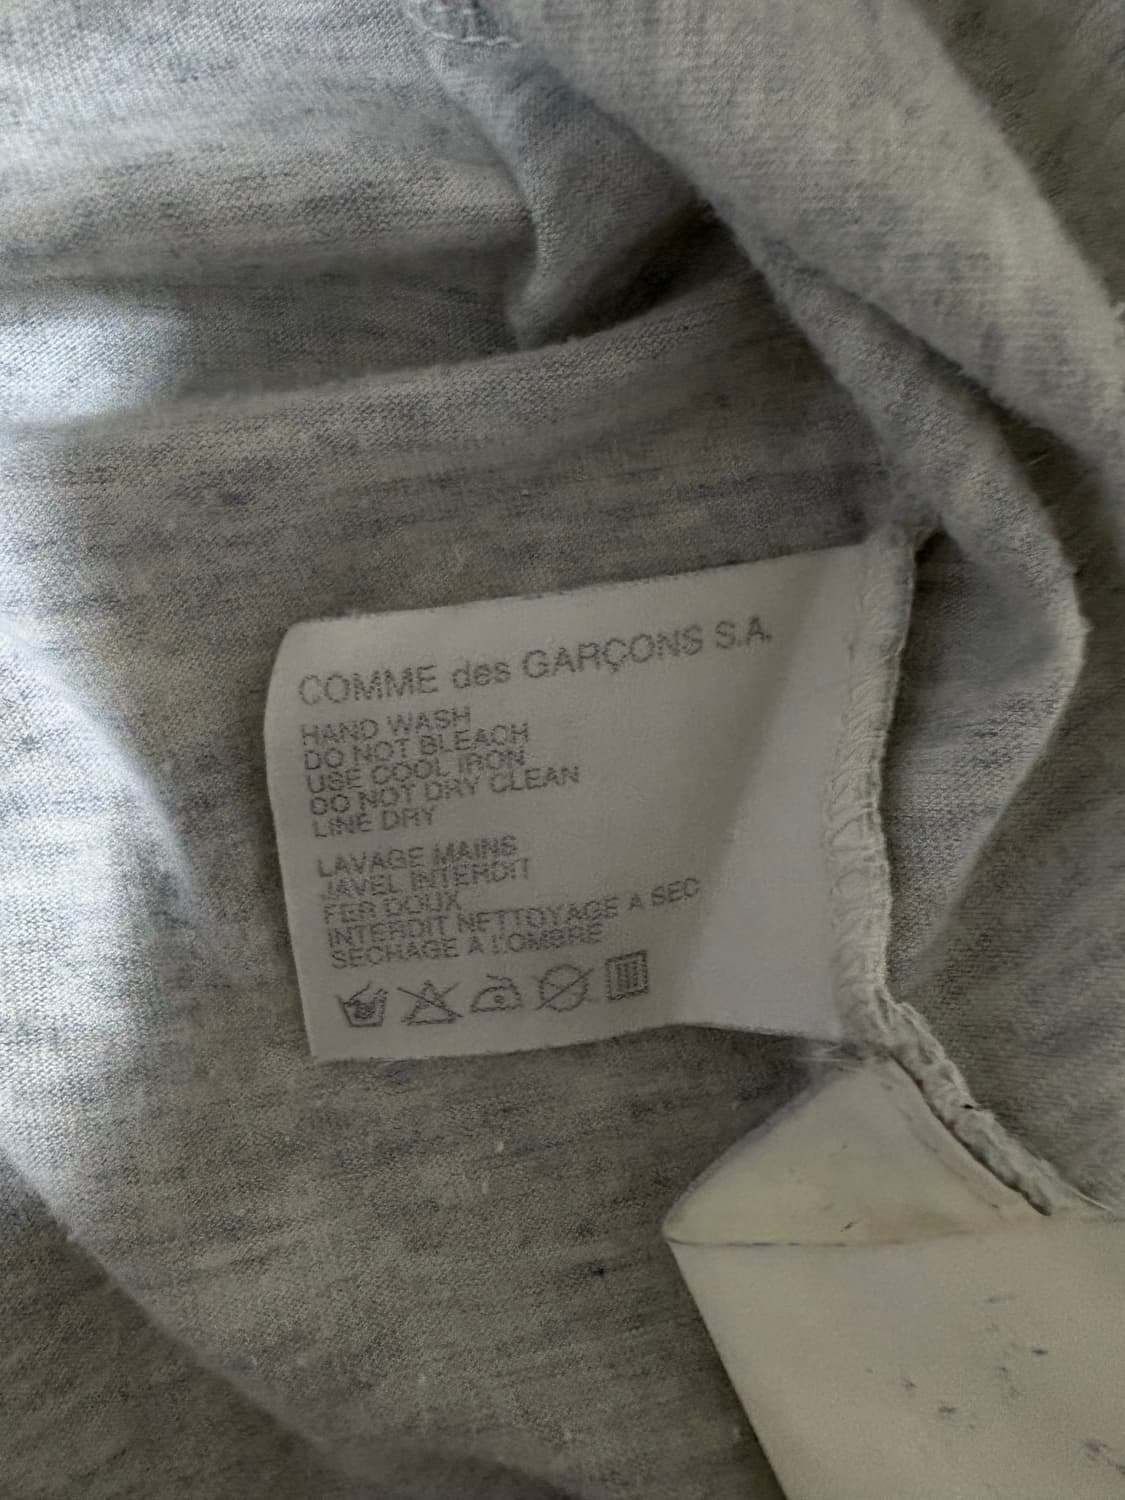 COMME des GARÇONS S.A.
HAND WASH
DO NOT BLEACH
USE COOL IRON
DO NOT DRY CLEAN
LINE DRY
LAVAGE MAINS
JAVEL INTERDIT
FER DOUX
INTERDIT NETTOYAGE A SEC
SECHAGE A L'OMBRE